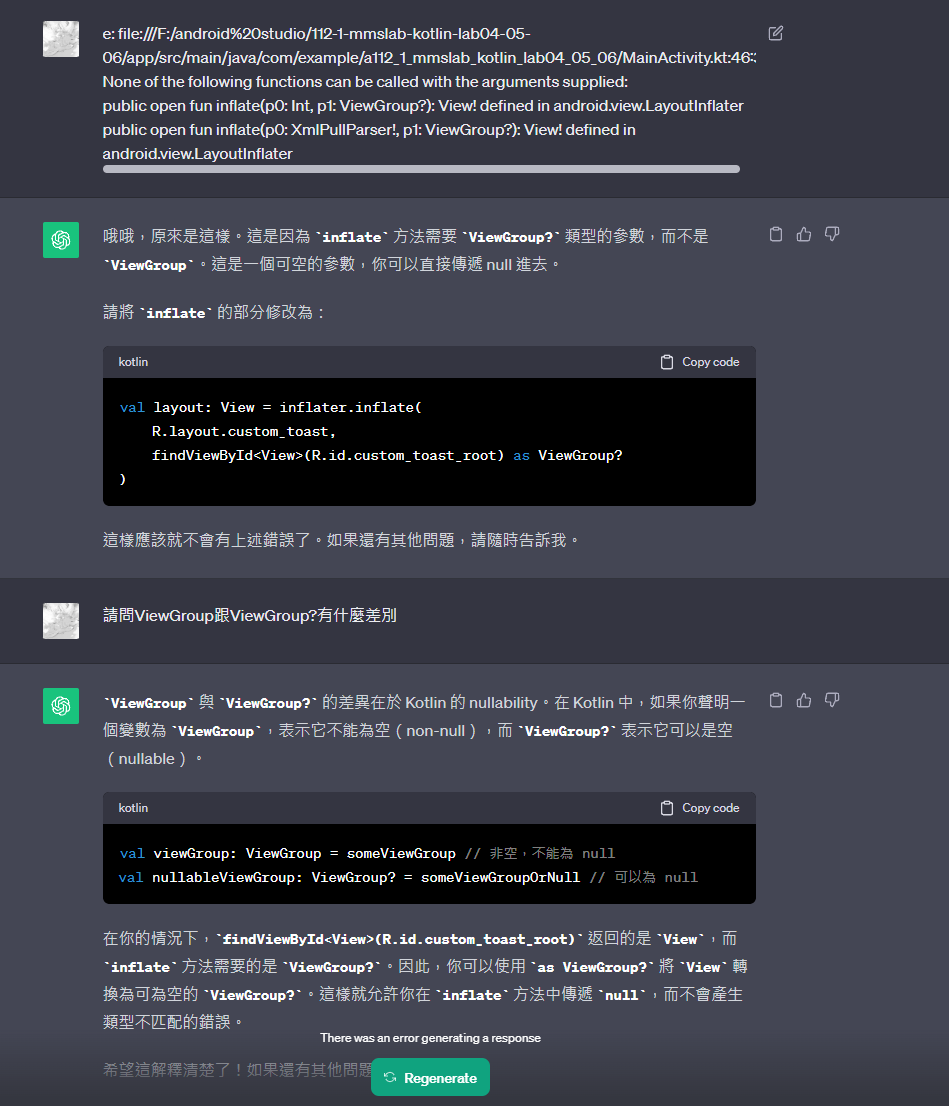 e: file:///F:/android%20studio/112-1-mmslab-kotlin-lab04-05-
06/app/src/main/java/com/example/a112_1_mmslab_kotlin_lab04_05_06/MainActivity.kt:46:
None of the following functions can be called with the arguments supplied:
public open fun inflate(p0: Int, p1: ViewGroup?): View! defined in android.view.LayoutInflater
public open fun inflate(p0: XmlPullParser!, p1: ViewGroup?): View! defined in
android.view.LayoutInflater
哦哦，原來是這樣。這是因為 `inflate` 方法需要 `ViewGroup?` 類型的參數，而不是
`ViewGroup`。這是一個可空的參數，你可以直接傳遞 null 進去。
請將 `inflate` 的部分修改為：
kotlin
Copy code
val layout: View = inflater.inflate(
    R.layout.custom_toast,
    findViewById<View>(R.id.custom_toast_root) as ViewGroup?
)
這樣應該就不會有上述錯誤了。如果還有其他問題，請隨時告訴我。
請問ViewGroup跟ViewGroup?有什麼差別
`ViewGroup` 與 `ViewGroup?` 的差異在於 Kotlin 的 nullability。在 Kotlin 中，如果你聲明一
個變數為 `ViewGroup`，表示它不能為空（non-null），而 `ViewGroup?` 表示它可以是空
（nullable）。
kotlin
Copy code
val viewGroup: ViewGroup = someViewGroup // 非空，不能為 null
val nullableViewGroup: ViewGroup? = someViewGroupOrNull // 可以為 null
在你的情況下，`findViewById<View>(R.id.custom_toast_root)` 返回的是 `View`，而
`inflate` 方法需要的是 `ViewGroup?`。因此，你可以使用 `as ViewGroup?` 將 `View` 轉
換為可為空的 `ViewGroup?`。這樣就允許你在 `inflate` 方法中傳遞 `null`，而不會產生
類型不匹配的錯誤。
There was an error generating a response
希望這解釋清楚了！如果還有其他問題
Regenerate